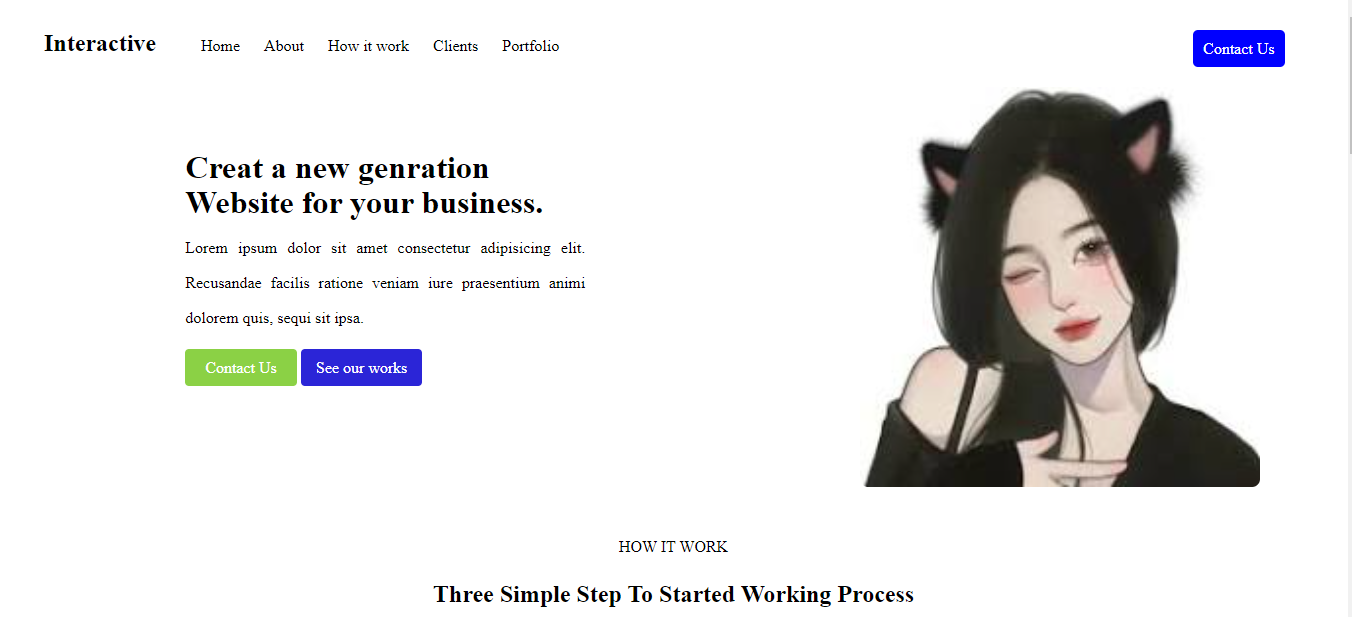 Interactive Home About How it work Clients Portfolio Contact Us
Creat a new genration
Website for your business.
Lorem ipsum dolor sit amet consectetur adipisicing elit.
Recusandae facilis ratione veniam iure praesentium animi
dolorem quis, sequi sit ipsa.
Contact Us See our works
HOW IT WORK
Three Simple Step To Started Working Process